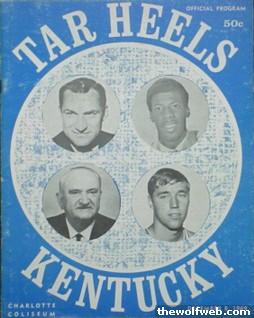 OFFICIAL PROGRAM
50c
TAR HEELS
KENTUCKY
CHARLOTTE
COLISEUM
thewolfweb.com